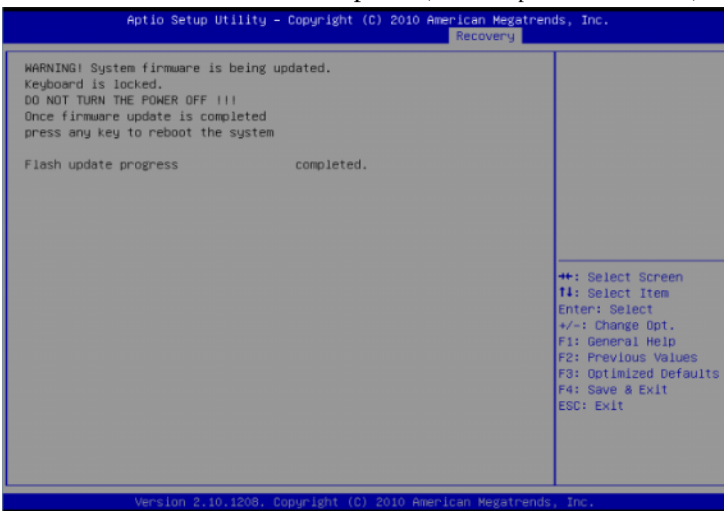 Aptio Setup Utility – Copyright (C) 2010 American Megatrends, Inc.
Recovery
WARNING! System firmware is being updated.
Keyboard is locked.
DO NOT TURN THE POWER OFF !!!
Once firmware update is completed
press any key to reboot the system
Flash update progress completed.
→←: Select Screen
↑↓: Select Item
Enter: Select
+/-: Change Opt.
F1: General Help
F2: Previous Values
F3: Optimized Defaults
F4: Save & Exit
ESC: Exit
Version 2.10.1208. Copyright (C) 2010 American Megatrends, Inc.